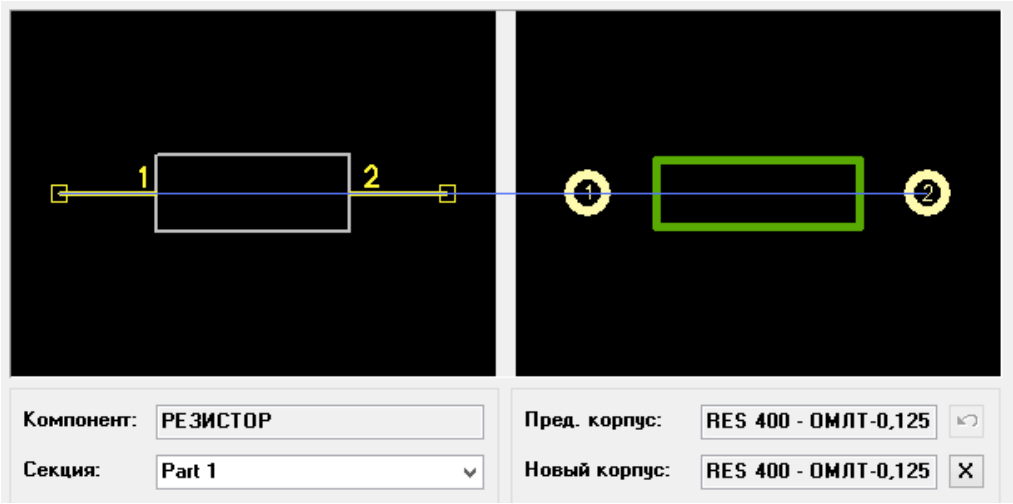 1 2 1 2
Компонент: РЕЗИСТОР Пред. корпус: RES 400 - ОМЛТ-0,125
Секция: Part 1 Новый корпус: RES 400 - ОМЛТ-0,125 X